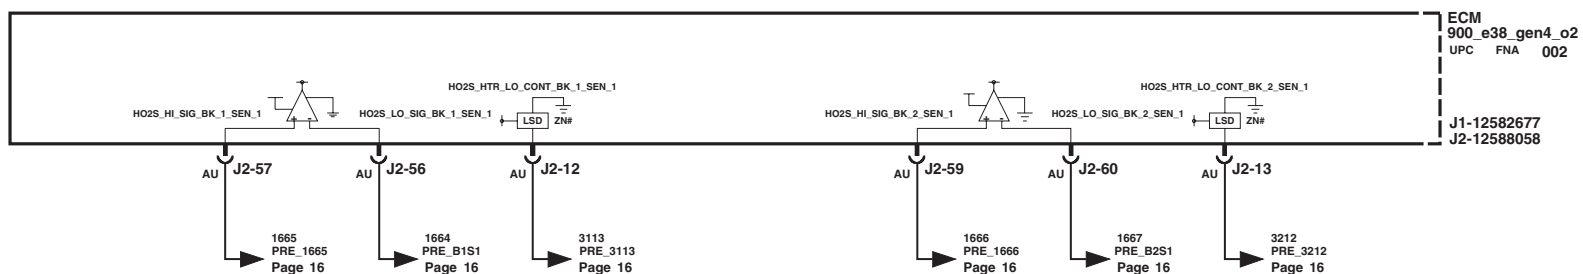 ECM
900_e38_gen4_o2
UPC FNA 002
HO2S_HTR_LO_CONT_BK_1_SEN_1
HO2S_HTR_LO_CONT_BK_2_SEN_1
HO2S_HI_SIG_BK_1_SEN_1
+ -
HO2S_LO_SIG_BK_1_SEN_1
LSD ZN#
HO2S_HI_SIG_BK_2_SEN_1
+ -
HO2S_LO_SIG_BK_2_SEN_1
LSD ZN#
J1-12582677
J2-12588058
AU J2-57
AU J2-56
AU J2-12
AU J2-59
AU J2-60
AU J2-13
1665
PRE_1665
Page 16
1664
PRE_B1S1
Page 16
3113
PRE_3113
Page 16
1666
PRE_1666
Page 16
1667
PRE_B2S1
Page 16
3212
PRE_3212
Page 16